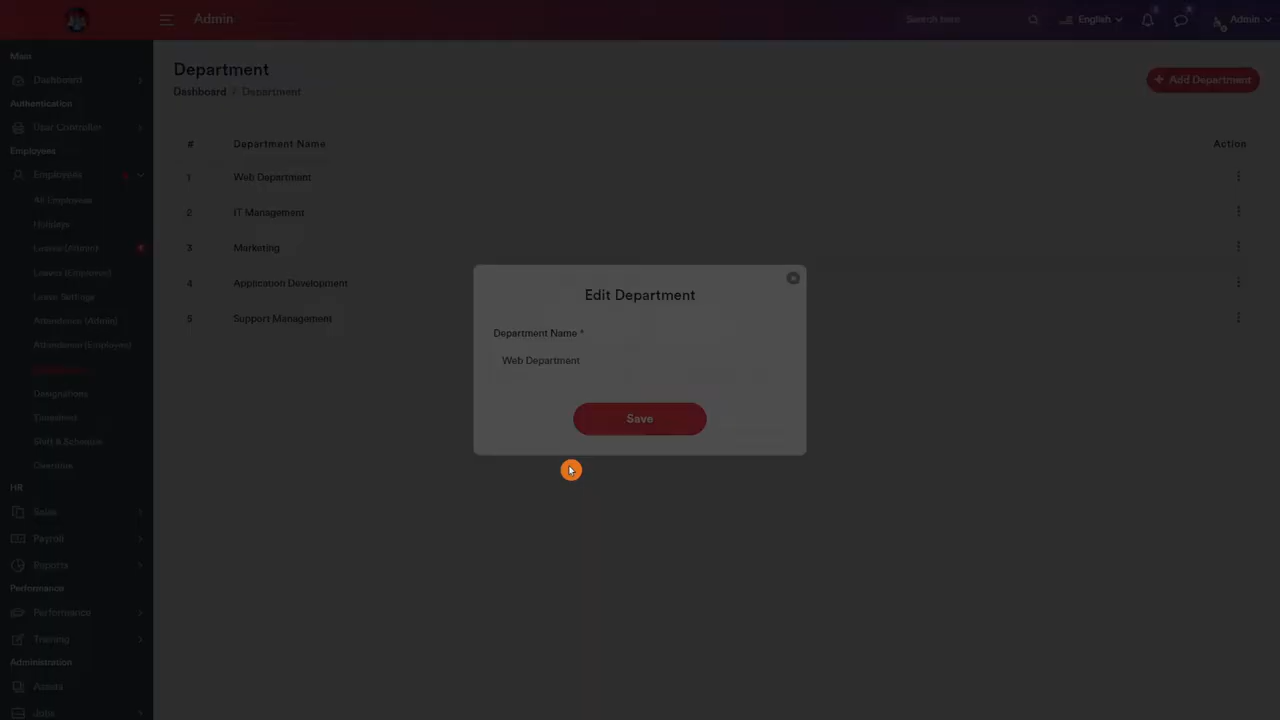 Admin
Search here
English
Admin
Main
Dashboard
Authentication
User Controller
Employees
Employees
All Employees
Holidays
Leaves (Admin)
Leaves (Employee)
Leave Settings
Attendance (Admin)
Attendance (Employee)
Designations
Timesheet
Shift & Schedule
Overtime
HR
Sales
Payroll
Reports
Performance
Performance
Training
Administration
Assets
Jobs
Department
Dashboard / Department
+ Add Department
# Department Name Action
1 Web Department
2 IT Management
3 Marketing
4 Application Development
5 Support Management
Edit Department
Department Name *
Web Department
Save